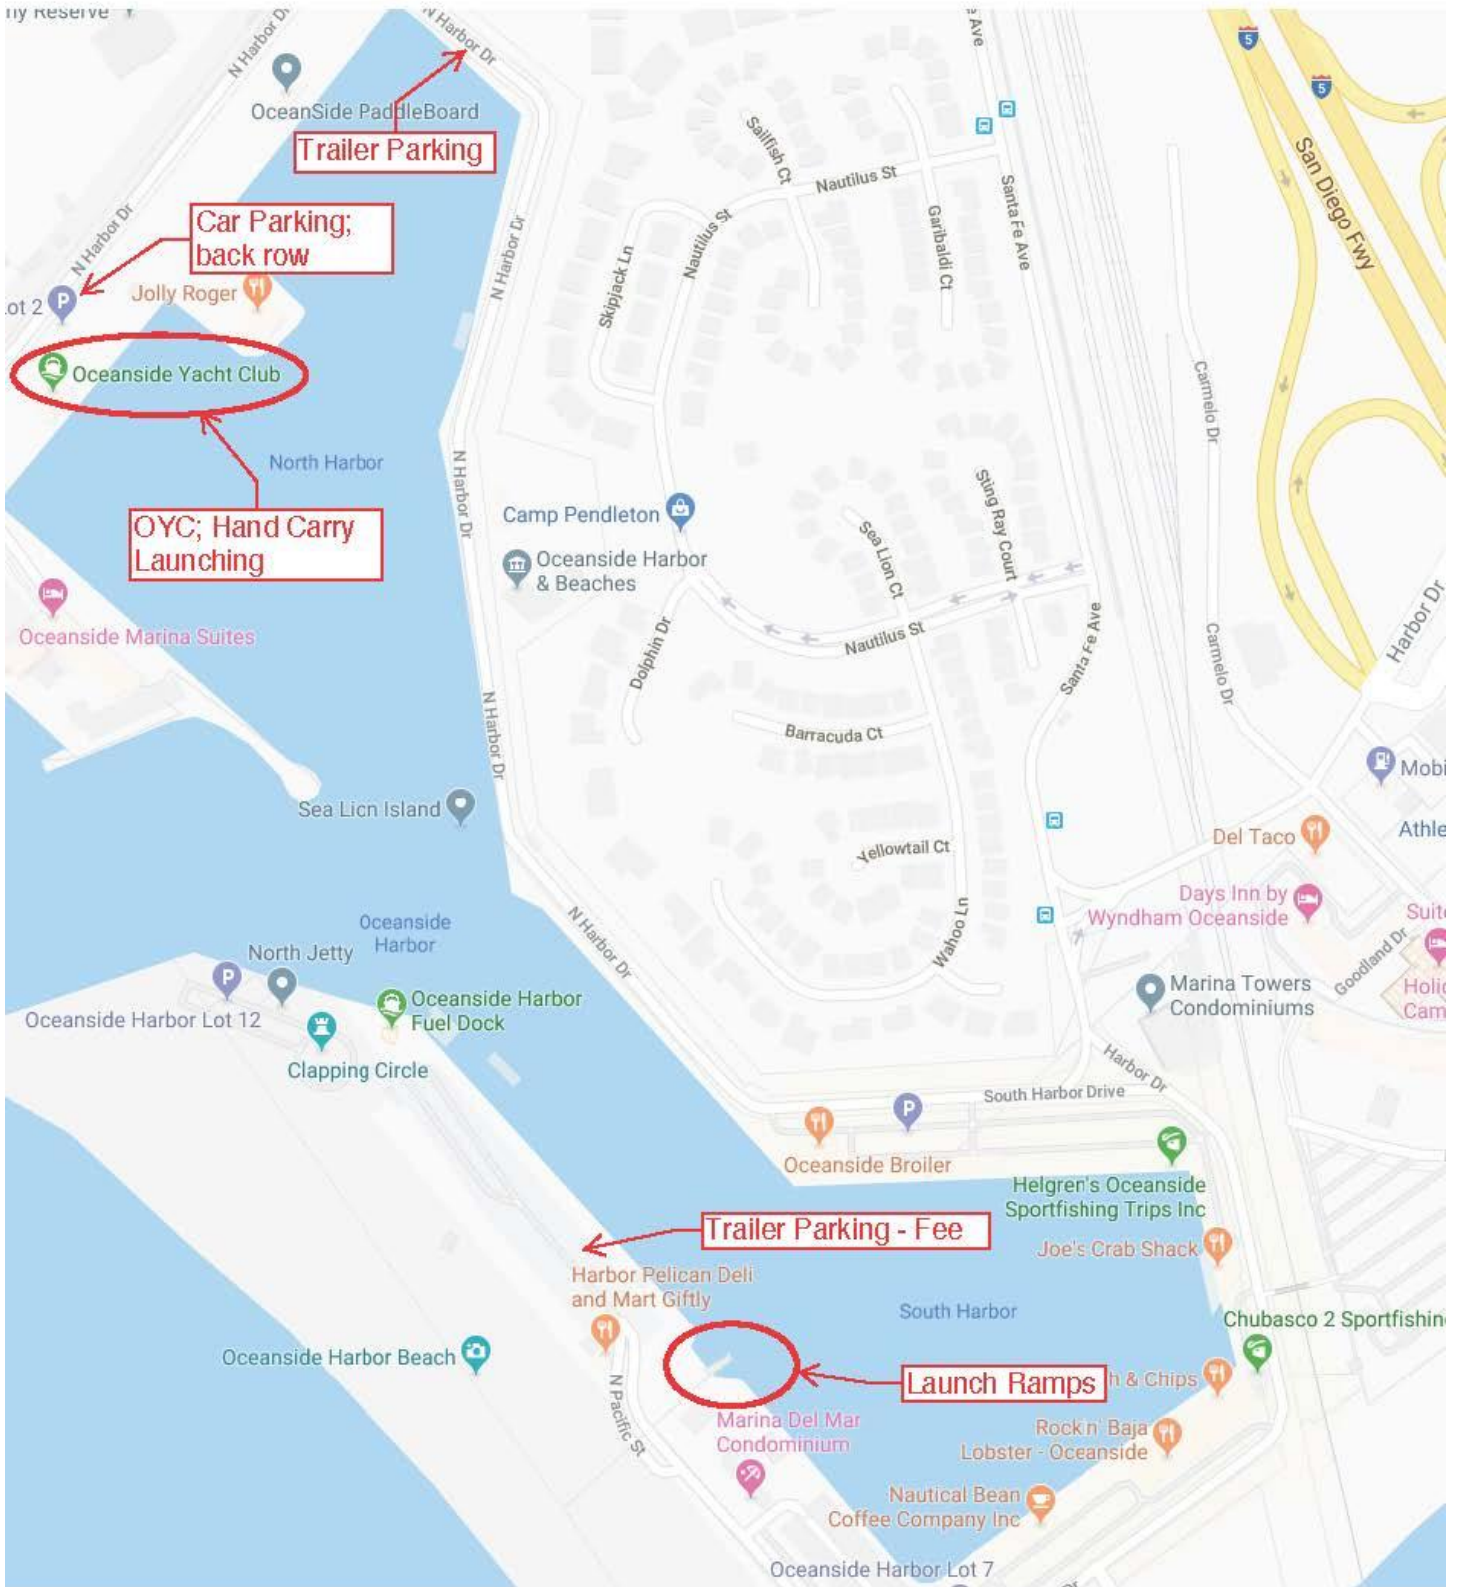 ny Reserve
N Harbor Dr
N Harbor Dr
5
Ave
5
OceanSide PaddleBoard
Trailer Parking
Sailfish Ct
Nautilus St
San Diego Fwy
Santa Fe Ave
Garibaldi Ct
Nautilus St
N Harbor Dr
Car Parking;
back row
N Harbor Dr
Skipjack Ln
Jolly Roger
ot 2
P
Oceanside Yacht Club
Carmelo Dr
North Harbor
N Harbor Dr
Sting Ray Court
Camp Pendleton
OYC; Hand Carry
Launching
Sea Lion Ct
Oceanside Harbor
& Beaches
Harbor Dr
Oceanside Marina Suites
Dolphin Dr
Nautilus St
Santa Fe Ave
Carmelo Dr
N Harbor Dr
Barracuda Ct
Mobi
Sea Licn Island
Del Taco
Athle
Yellowtail Ct
Days Inn by
Wyndham Oceanside
Suit
Oceanside
Harbor
N Harbor Dr
Wahoo Ln
Goodland Dr
North Jetty
P
Oceanside Harbor
Fuel Dock
Marina Towers
Condominiums
Holi
Cam
Oceanside Harbor Lot 12
Clapping Circle
Harbor Dr
South Harbor Drive
P
Oceanside Broiler
Helgren's Oceanside
Sportfishing Trips Inc
Trailer Parking - Fee
Joe's Crab Shack
Harbor Pelican Deli
and Mart Giftly
South Harbor
Chubasco 2 Sportfishin
Oceanside Harbor Beach
Launch Ramps
h & Chips
N Pacific St
Marina Del Mar
Condominium
Rockin' Baja
Lobster - Oceanside
Nautical Bean
Coffee Company Inc
Oceanside Harbor Lot 7
Dr